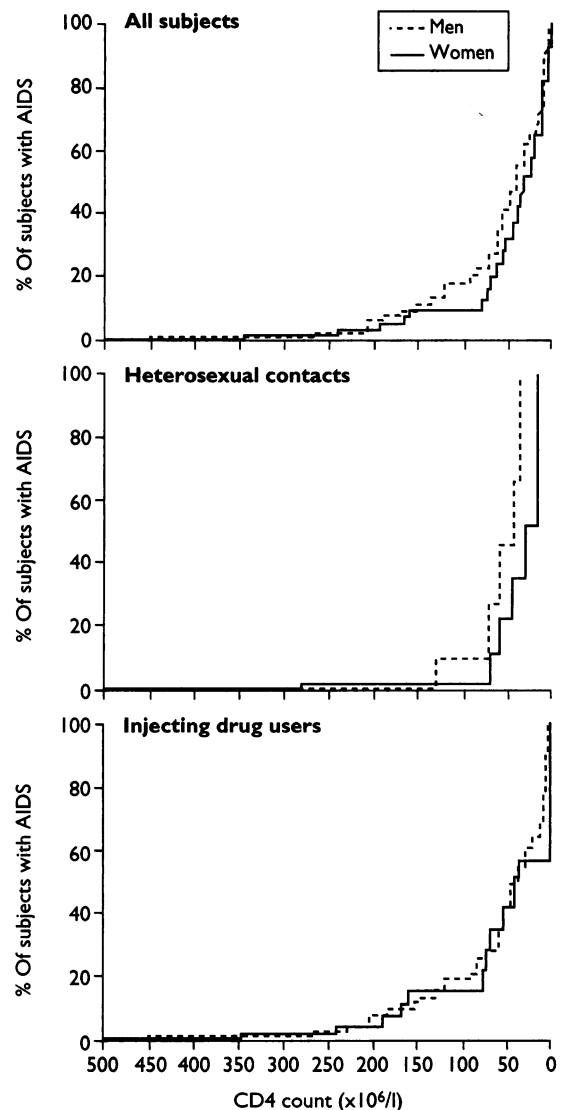 All subjects
Men
Women
% Of subjects with AIDS
100
80
60
40
20
0
Heterosexual contacts
% Of subjects with AIDS
100
80
60
40
20
0
Injecting drug users
% Of subjects with AIDS
100
80
60
40
20
0
500 450 400 350 300 250 200 150 100 50 0
CD4 count (x10⁶/l)